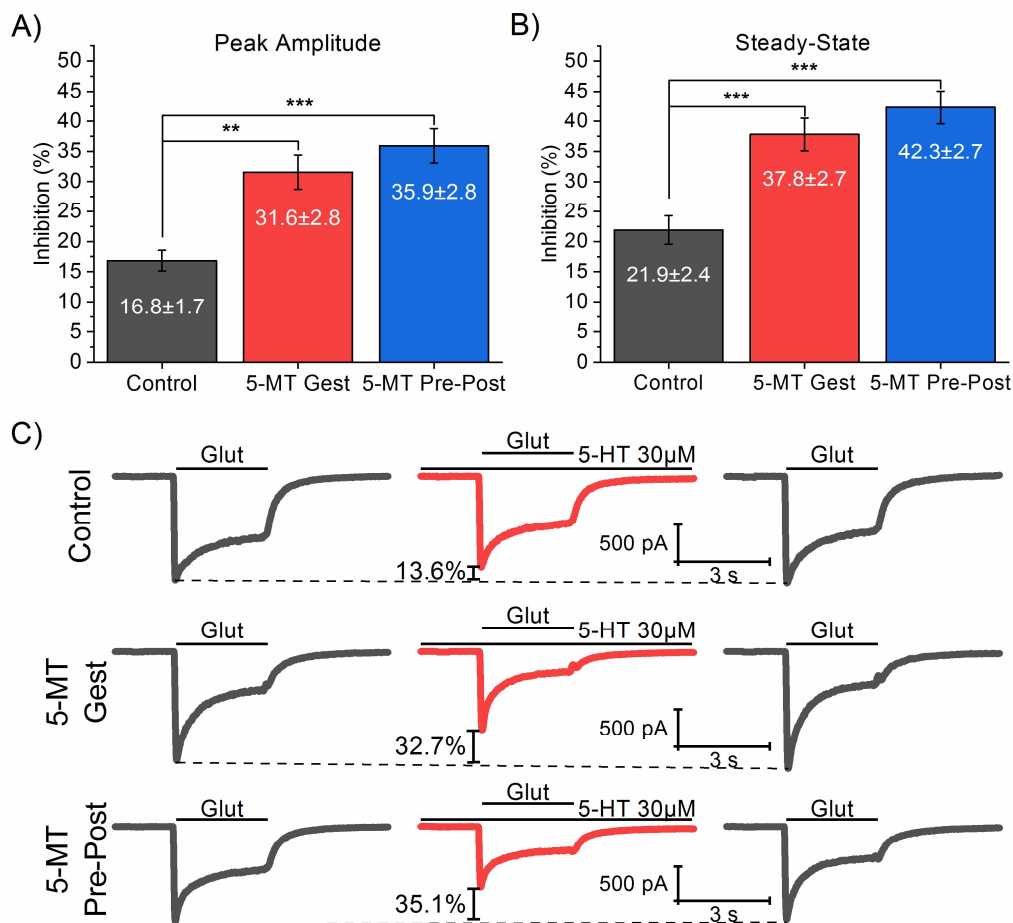 A)
Peak Amplitude
Inhibition (%)
50
45
40
35
30
25
20
15
10
5
0
***
**
16.8±1.7
31.6±2.8
35.9±2.8
Control
5-MT Gest
5-MT Pre-Post
B)
Steady-State
Inhibition (%)
50
45
40
35
30
25
20
15
10
5
0
***
***
21.9±2.4
37.8±2.7
42.3±2.7
Control
5-MT Gest
5-MT Pre-Post
C)
Control
Glut
Glut
5-HT 30µM
Glut
13.6%
500 pA
3 s
5-MT
Gest
Glut
Glut
5-HT 30µM
Glut
32.7%
500 pA
3 s
5-MT
Pre-Post
Glut
Glut
5-HT 30µM
Glut
35.1%
500 pA
3 s